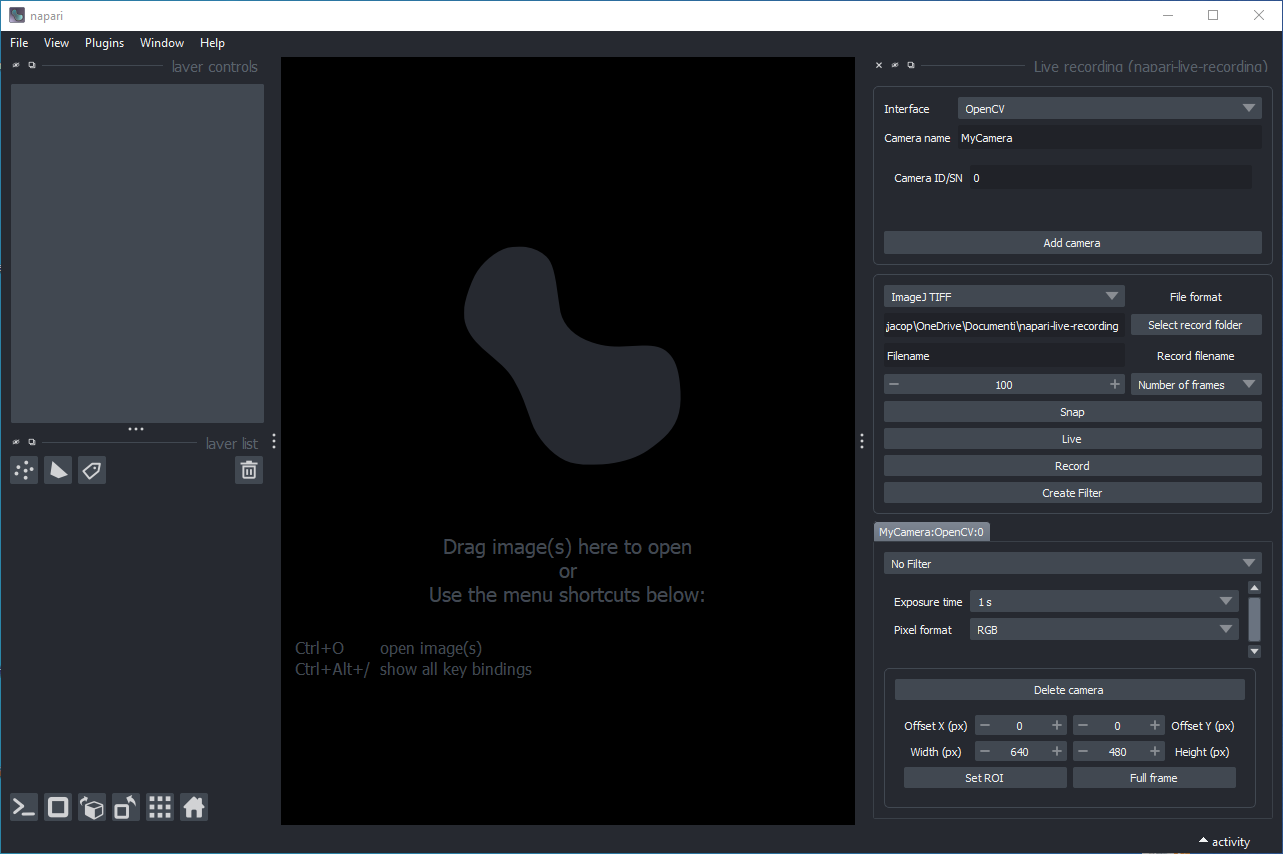 napari
File View Plugins Window Help
layer controls
layer list
Drag image(s) here to open
or
Use the menu shortcuts below:
Ctrl+O open image(s)
Ctrl+Alt+/ show all key bindings
Live recording (napari-live-recording)
Interface OpenCV
Camera name MyCamera
Camera ID/SN 0
Add camera
ImageJ TIFF File format
jacop\OneDrive\Documenti\napari-live-recording Select record folder
Filename Record filename
100 Number of frames
Snap
Live
Record
Create Filter
MyCamera:OpenCV:0
No Filter
Exposure time 1 s
Pixel format RGB
Delete camera
Offset X (px) 0 0 Offset Y (px)
Width (px) 640 480 Height (px)
Set ROI Full frame
activity